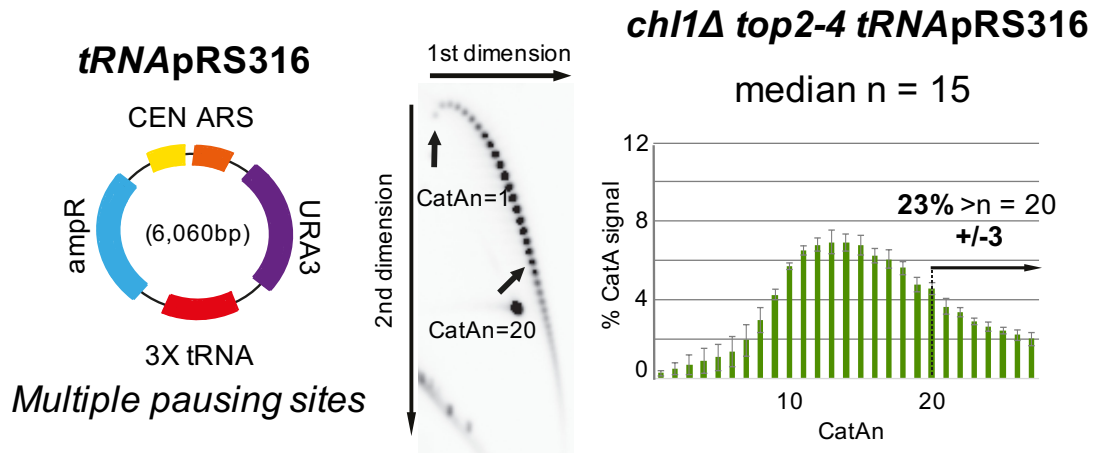 tRNApRS316
CEN ARS
ampR
(6,060bp)
URA3
3X tRNA
Multiple pausing sites
1st dimension
2nd dimension
CatAn=1
CatAn=20
chl1Δ top2-4 tRNApRS316
median n = 15
% CatA signal
12
8
4
0
23% >n = 20
+/-3
10
20
CatAn